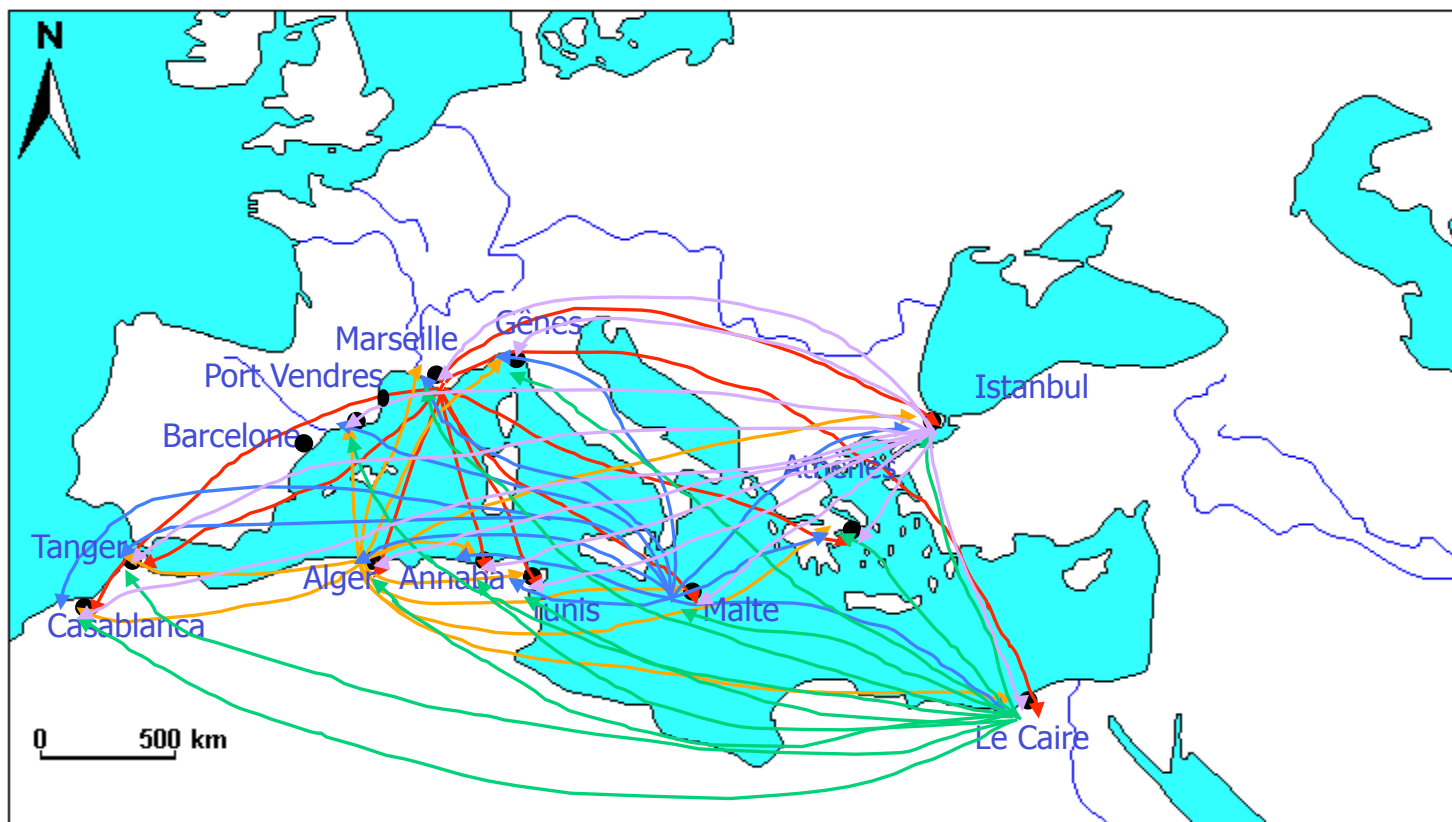 N
Marseille
Gênes
Port Vendres
Istanbul
Barcelone
Athènes
Tanger
Alger
Annaba
Tunis
Malte
Casablanca
Le Caire
0 500 km